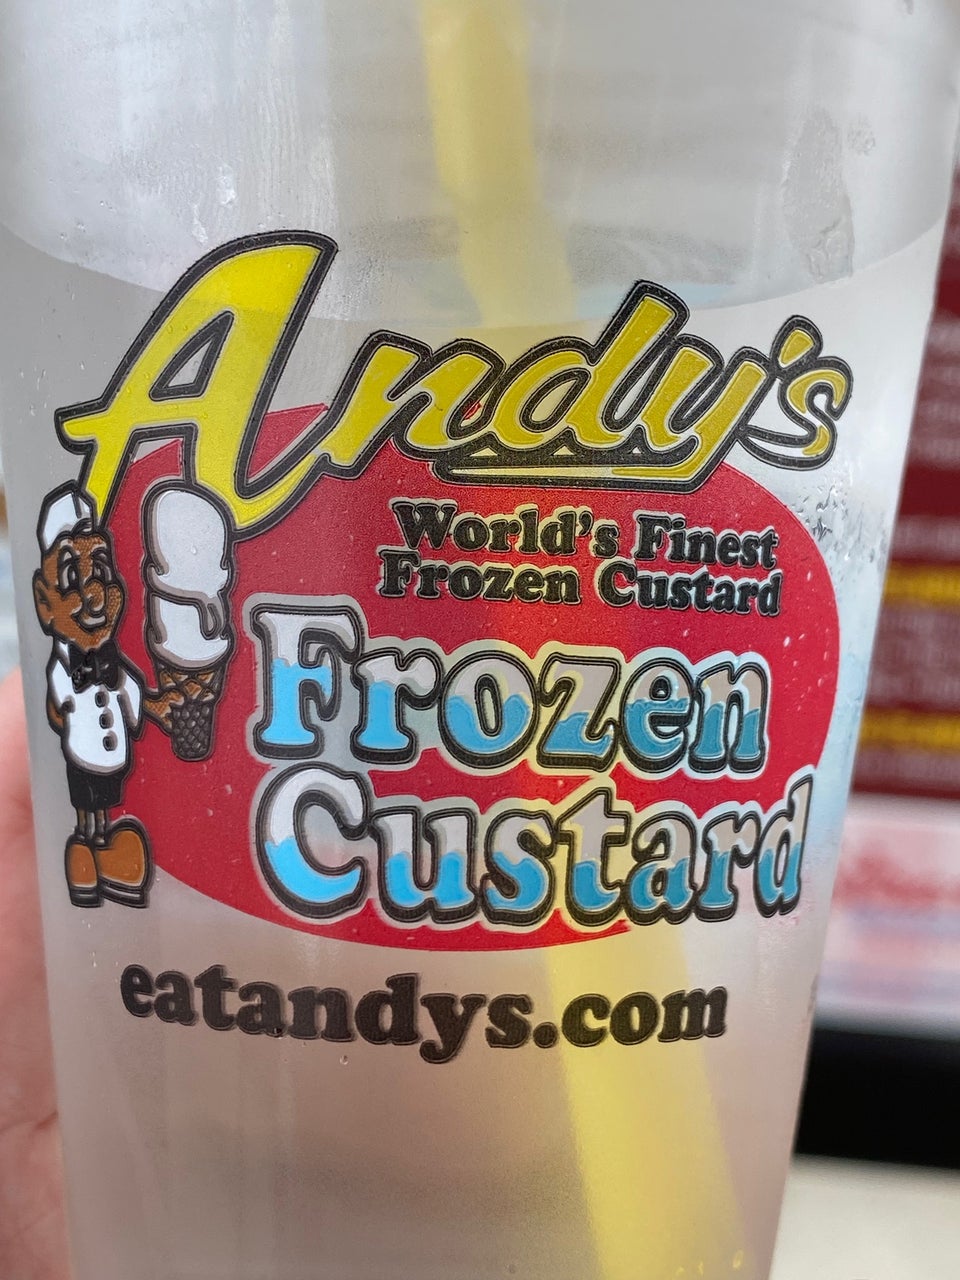 Andy's
World's Finest
Frozen Custard
Frozen
Custard
eatandys.com